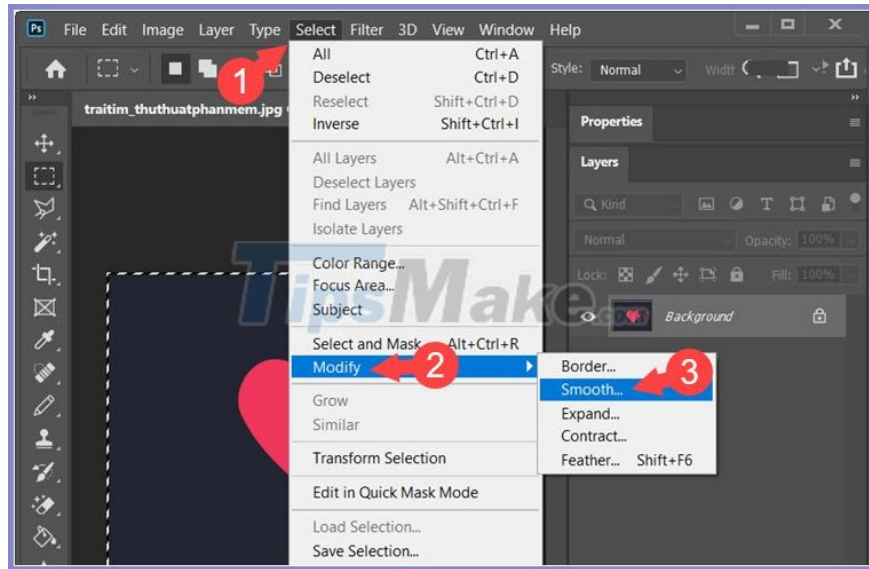 Ps File Edit Image Layer Type Select Filter 3D View Window Help
1
Style: Normal Width
traitim_thuthuatphanmem.jpg
All Ctrl+A
Deselect Ctrl+D
Reselect Shift+Ctrl+D
Inverse Shift+Ctrl+I
All Layers Alt+Ctrl+A
Deselect Layers
Find Layers Alt+Shift+Ctrl+F
Isolate Layers
Color Range...
Focus Area...
Subject
Select and Mask Alt+Ctrl+R
Modify 2
Grow
Similar
Transform Selection
Edit in Quick Mask Mode
Load Selection...
Save Selection...
Border...
Smooth... 3
Expand...
Contract...
Feather... Shift+F6
Properties
Layers
Kind T
Normal Opacity: 100%
Lock: Fill: 100%
Background
TipsMake.com